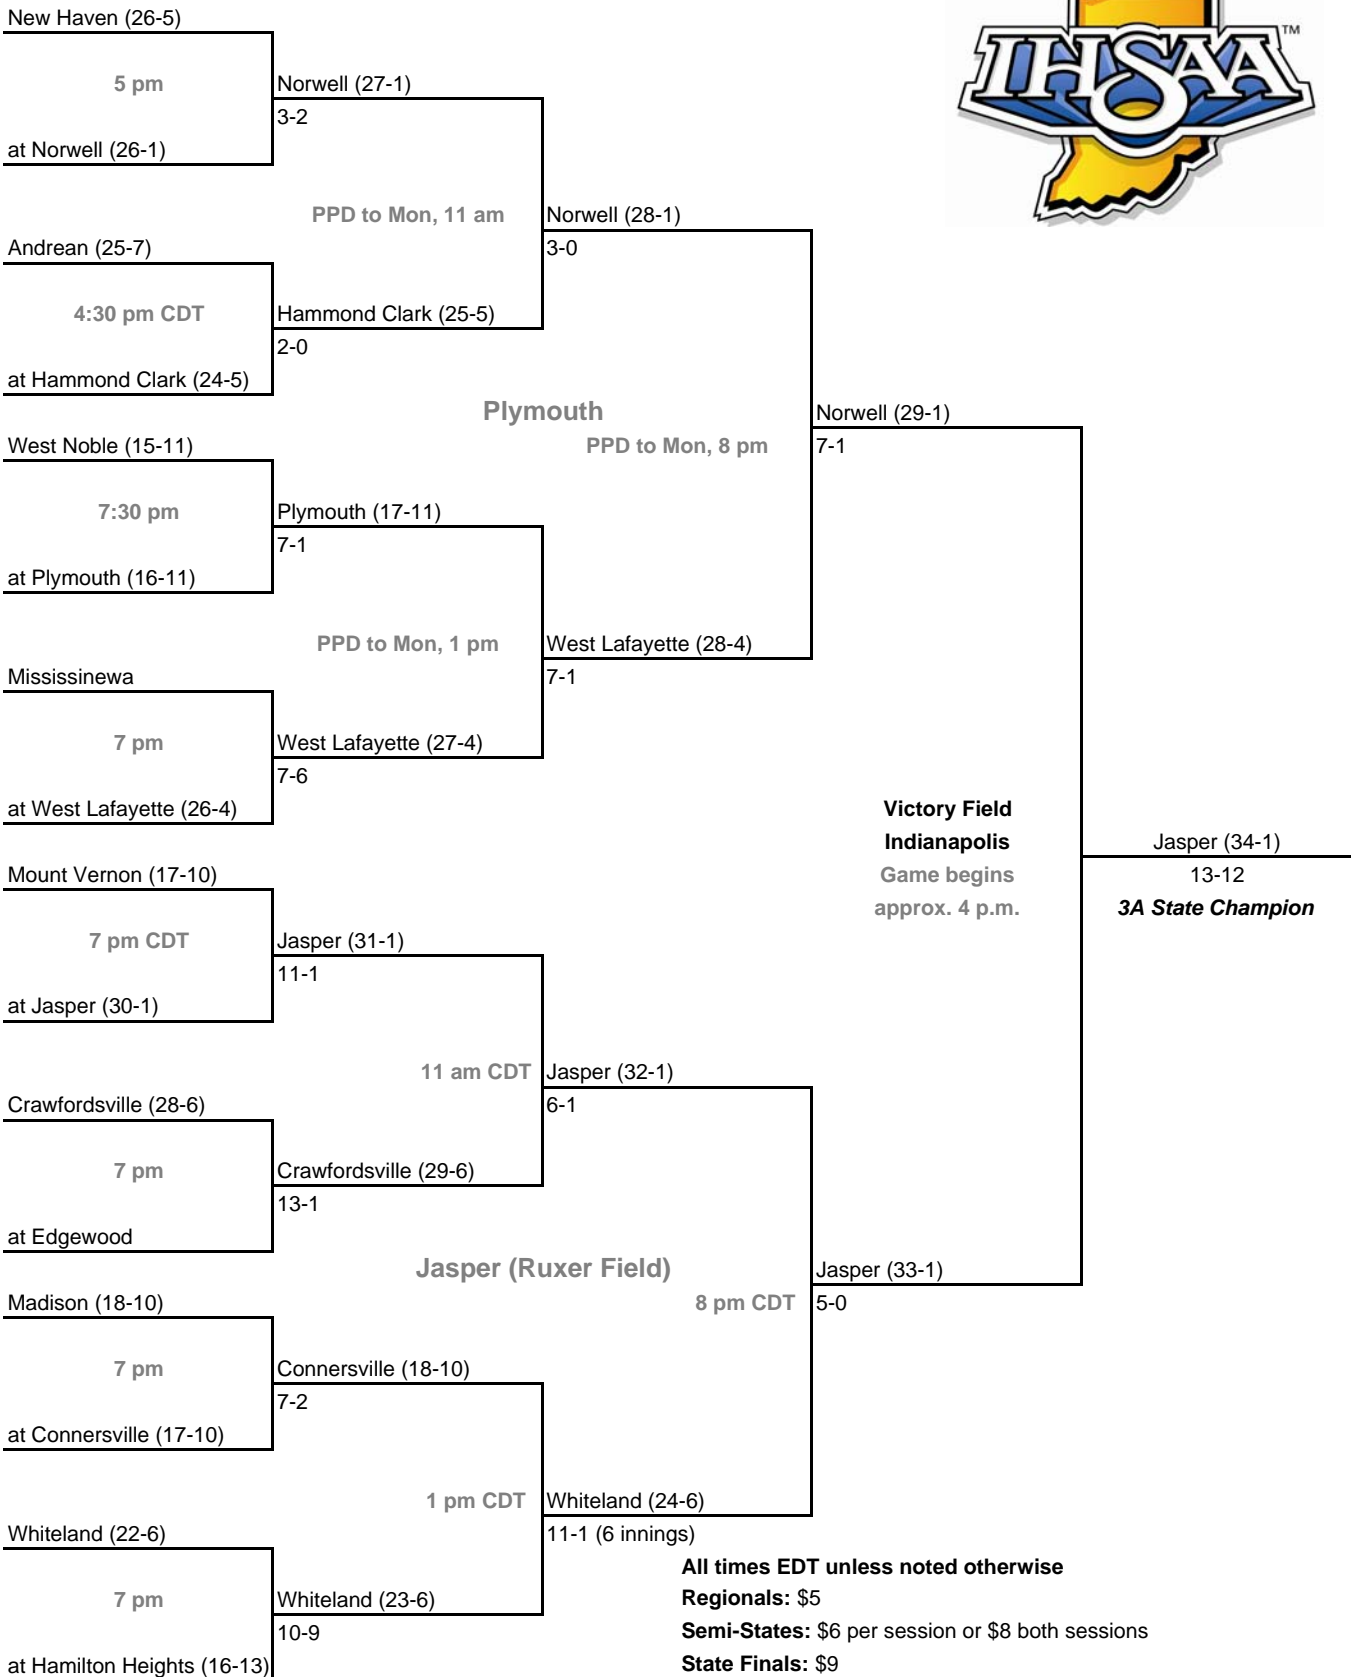 New Haven (26-5)
IHSAA™
5 pm
Norwell (27-1)
3-2
at Norwell (26-1)
PPD to Mon, 11 am
Norwell (28-1)
3-0
Andrean (25-7)
4:30 pm CDT
Hammond Clark (25-5)
2-0
at Hammond Clark (24-5)
Plymouth
Norwell (29-1)
PPD to Mon, 8 pm
7-1
West Noble (15-11)
7:30 pm
Plymouth (17-11)
7-1
at Plymouth (16-11)
PPD to Mon, 1 pm
West Lafayette (28-4)
7-1
Mississinewa
7 pm
West Lafayette (27-4)
7-6
at West Lafayette (26-4)
Victory Field
Indianapolis
Game begins
approx. 4 p.m.
Jasper (34-1)
13-12
3A State Champion
Mount Vernon (17-10)
7 pm CDT
Jasper (31-1)
11-1
at Jasper (30-1)
11 am CDT
Jasper (32-1)
6-1
Crawfordsville (28-6)
7 pm
Crawfordsville (29-6)
13-1
at Edgewood
Jasper (Ruxer Field)
Jasper (33-1)
8 pm CDT
5-0
Madison (18-10)
7 pm
Connersville (18-10)
7-2
at Connersville (17-10)
1 pm CDT
Whiteland (24-6)
11-1 (6 innings)
Whiteland (22-6)
7 pm
Whiteland (23-6)
10-9
at Hamilton Heights (16-13)
All times EDT unless noted otherwise
Regionals: $5
Semi-States: $6 per session or $8 both sessions
State Finals: $9